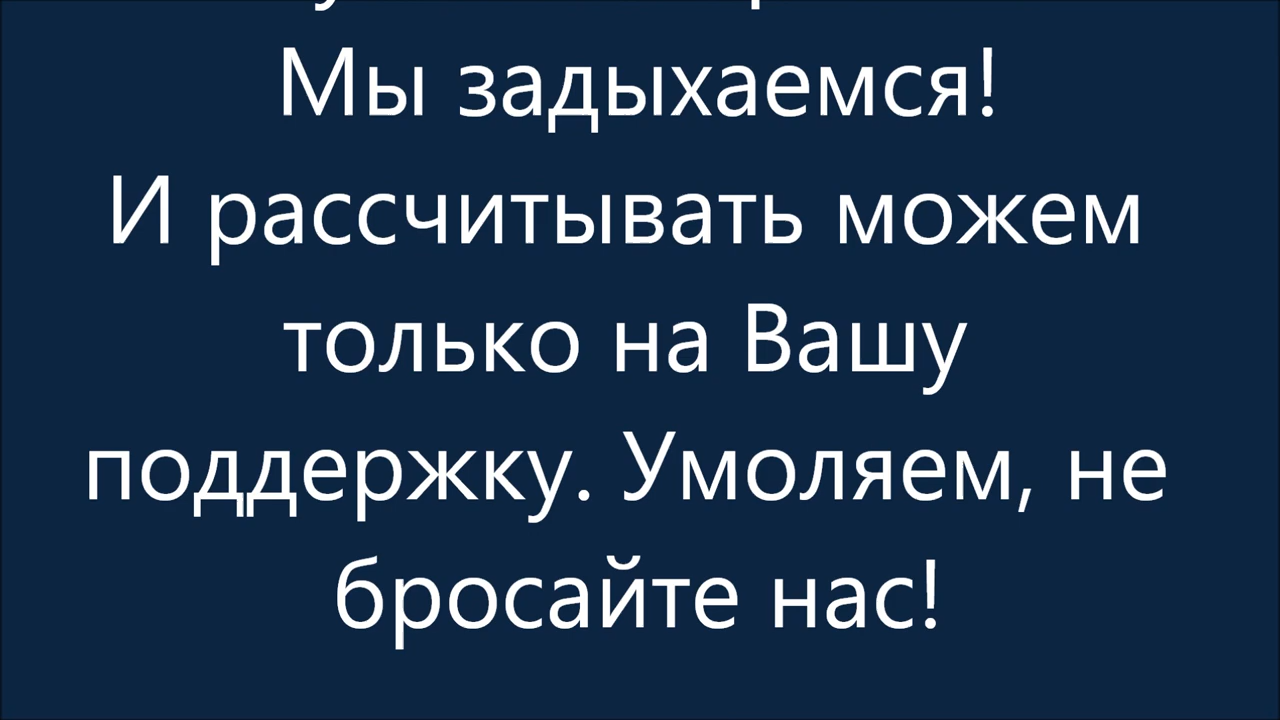 Мы задыхаемся!
И рассчитывать можем
только на Вашу
поддержку. Умоляем, не
бросайте нас!